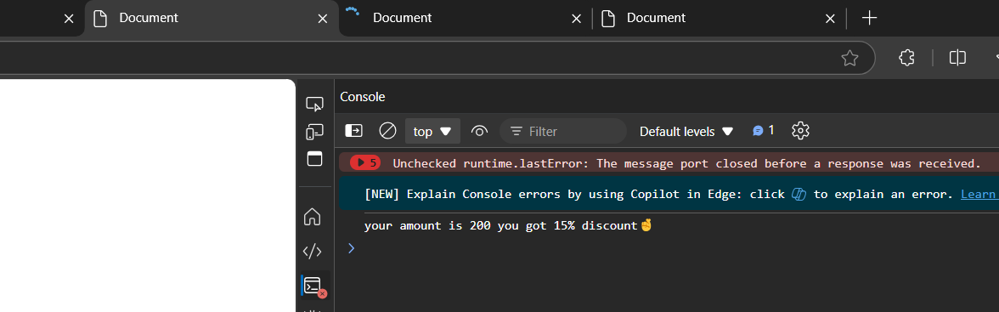 Document
Document
Document
Console
top
Filter
Default levels
1
5 Unchecked runtime.lastError: The message port closed before a response was received.
[NEW] Explain Console errors by using Copilot in Edge: click to explain an error. Learn
your amount is 200 you got 15% discount🤞